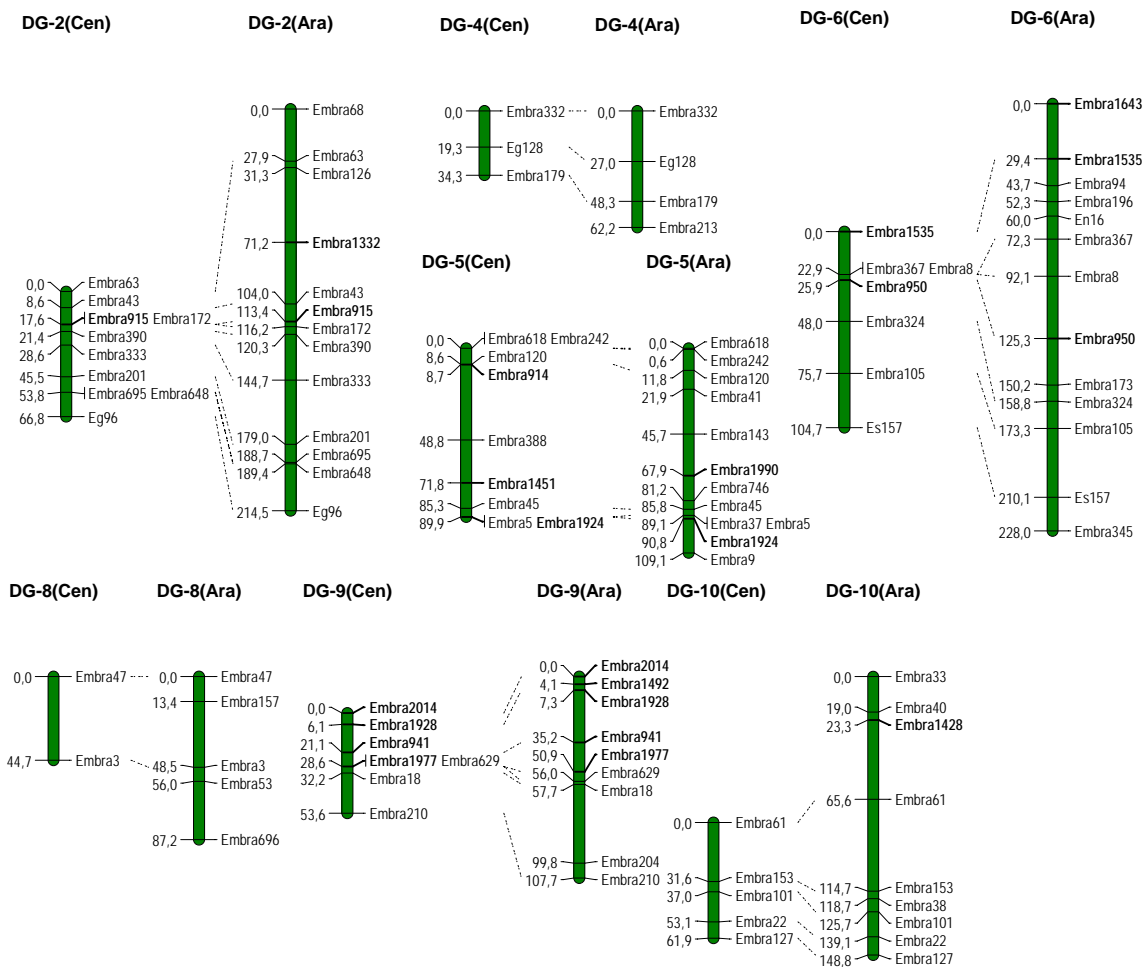 DG-2(Cen)
0,0 Embra63
8,6 Embra43
17,6 Embra915 Embra172
21,4 Embra390
28,6 Embra333
45,5 Embra201
53,8 Embra695 Embra648
66,8 Eg96
DG-2(Ara)
0,0 Embra68
27,9 Embra63
31,3 Embra126
71,2 Embra1332
104,0 Embra43
113,4 Embra915
116,2 Embra172
120,3 Embra390
144,7 Embra333
179,0 Embra201
188,7 Embra695
189,4 Embra648
214,5 Eg96
DG-4(Cen)
0,0 Embra332
19,3 Eg128
34,3 Embra179
DG-4(Ara)
0,0 Embra332
27,0 Eg128
48,3 Embra179
62,2 Embra213
DG-5(Cen)
0,0 Embra618 Embra242
8,6 Embra120
8,7 Embra914
48,8 Embra388
71,8 Embra1451
85,3 Embra45
89,9 Embra5 Embra1924
DG-5(Ara)
0,0 Embra618
0,6 Embra242
11,8 Embra120
21,9 Embra41
45,7 Embra143
67,9 Embra1990
81,2 Embra746
85,8 Embra45
89,1 Embra37 Embra5
90,8 Embra1924
109,1 Embra9
DG-6(Cen)
0,0 Embra1535
22,9 Embra367 Embra8
25,9 Embra950
48,0 Embra324
75,7 Embra105
104,7 Es157
DG-6(Ara)
0,0 Embra1643
29,4 Embra1535
43,7 Embra94
52,3 Embra196
60,0 En16
72,3 Embra367
92,1 Embra8
125,3 Embra950
150,2 Embra173
158,8 Embra324
173,3 Embra105
210,1 Es157
228,0 Embra345
DG-8(Cen)
0,0 Embra47
44,7 Embra3
DG-8(Ara)
0,0 Embra47
13,4 Embra157
48,5 Embra3
56,0 Embra53
87,2 Embra696
DG-9(Cen)
0,0 Embra2014
6,1 Embra1928
21,1 Embra941
28,6 Embra1977 Embra629
32,2 Embra18
53,6 Embra210
DG-9(Ara)
0,0 Embra2014
4,1 Embra1492
7,3 Embra1928
35,2 Embra941
50,9 Embra1977
56,0 Embra629
57,7 Embra18
99,8 Embra204
107,7 Embra210
DG-10(Cen)
0,0 Embra61
31,6 Embra153
37,0 Embra101
53,1 Embra22
61,9 Embra127
DG-10(Ara)
0,0 Embra33
19,0 Embra40
23,3 Embra1428
65,6 Embra61
114,7 Embra153
118,7 Embra38
125,7 Embra101
139,1 Embra22
148,8 Embra127